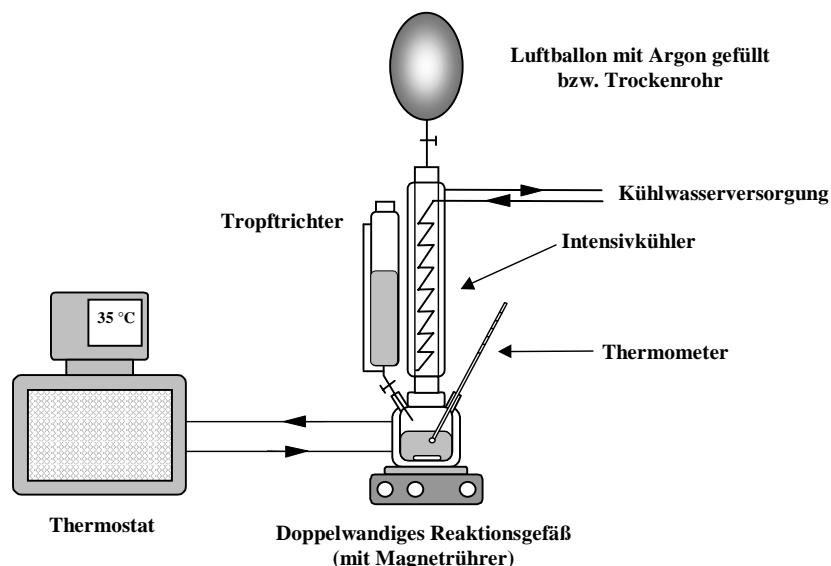 Luftballon mit Argon gefüllt
bzw. Trockenrohr
Kühlwasserversorgung
Tropftrichter
Intensivkühler
35 °C
Thermometer
Thermostat
Doppelwandiges Reaktionsgefäß
(mit Magnetrührer)